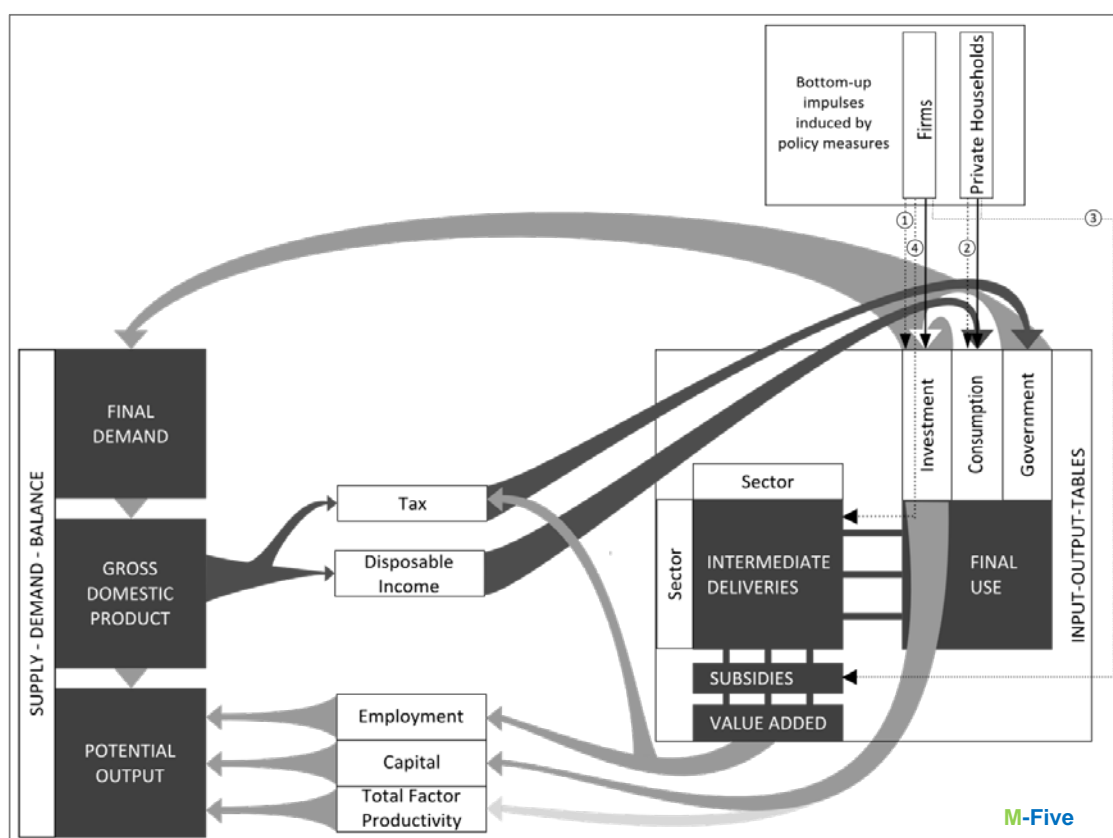 Bottom-up
impulses
induced by
policy measures
Firms
Private Households
①
④
②
③
SUPPLY - DEMAND - BALANCE
FINAL
DEMAND
GROSS
DOMESTIC
PRODUCT
POTENTIAL
OUTPUT
Tax
Disposable
Income
Employment
Capital
Total Factor
Productivity
Investment
Consumption
Government
Sector
Sector
INTERMEDIATE
DELIVERIES
FINAL
USE
SUBSIDIES
VALUE ADDED
INPUT-OUTPUT-TABLES
M-Five